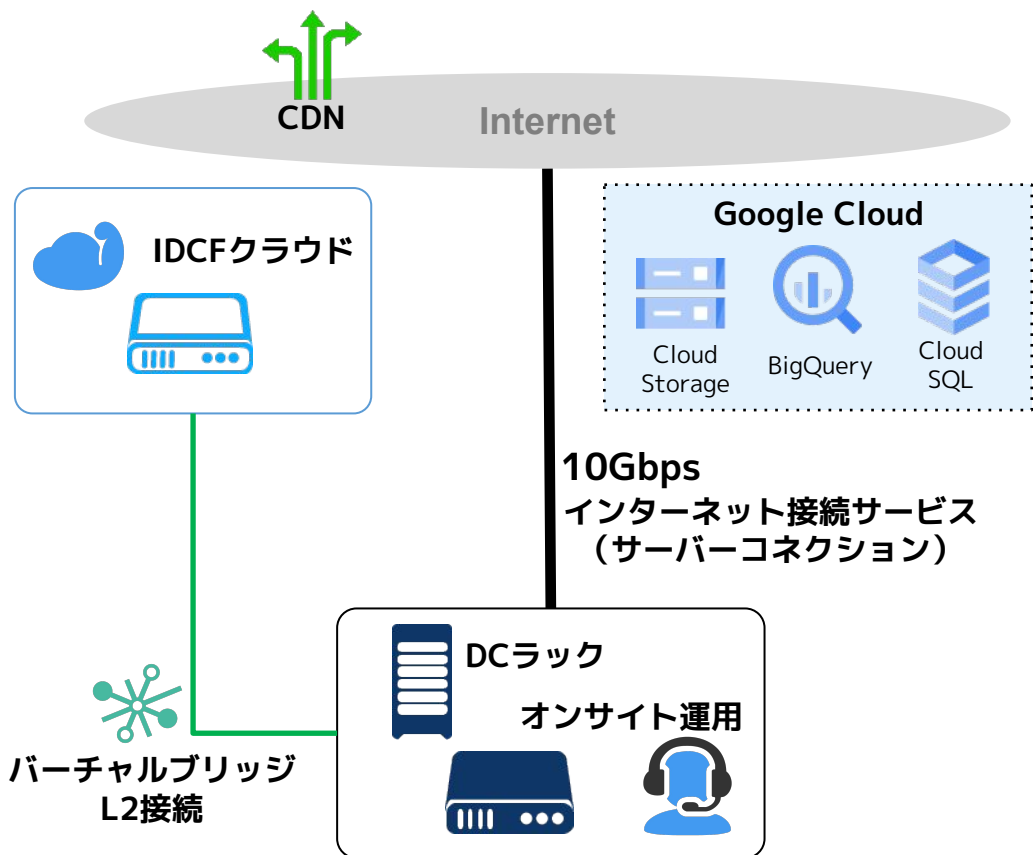 CDN
Internet
IDCFクラウド
Google Cloud
Cloud
Storage
BigQuery
Cloud
SQL
10Gbps
インターネット接続サービス
（サーバーコネクション）
DCラック
オンサイト運用
バーチャルブリッジ
L2接続